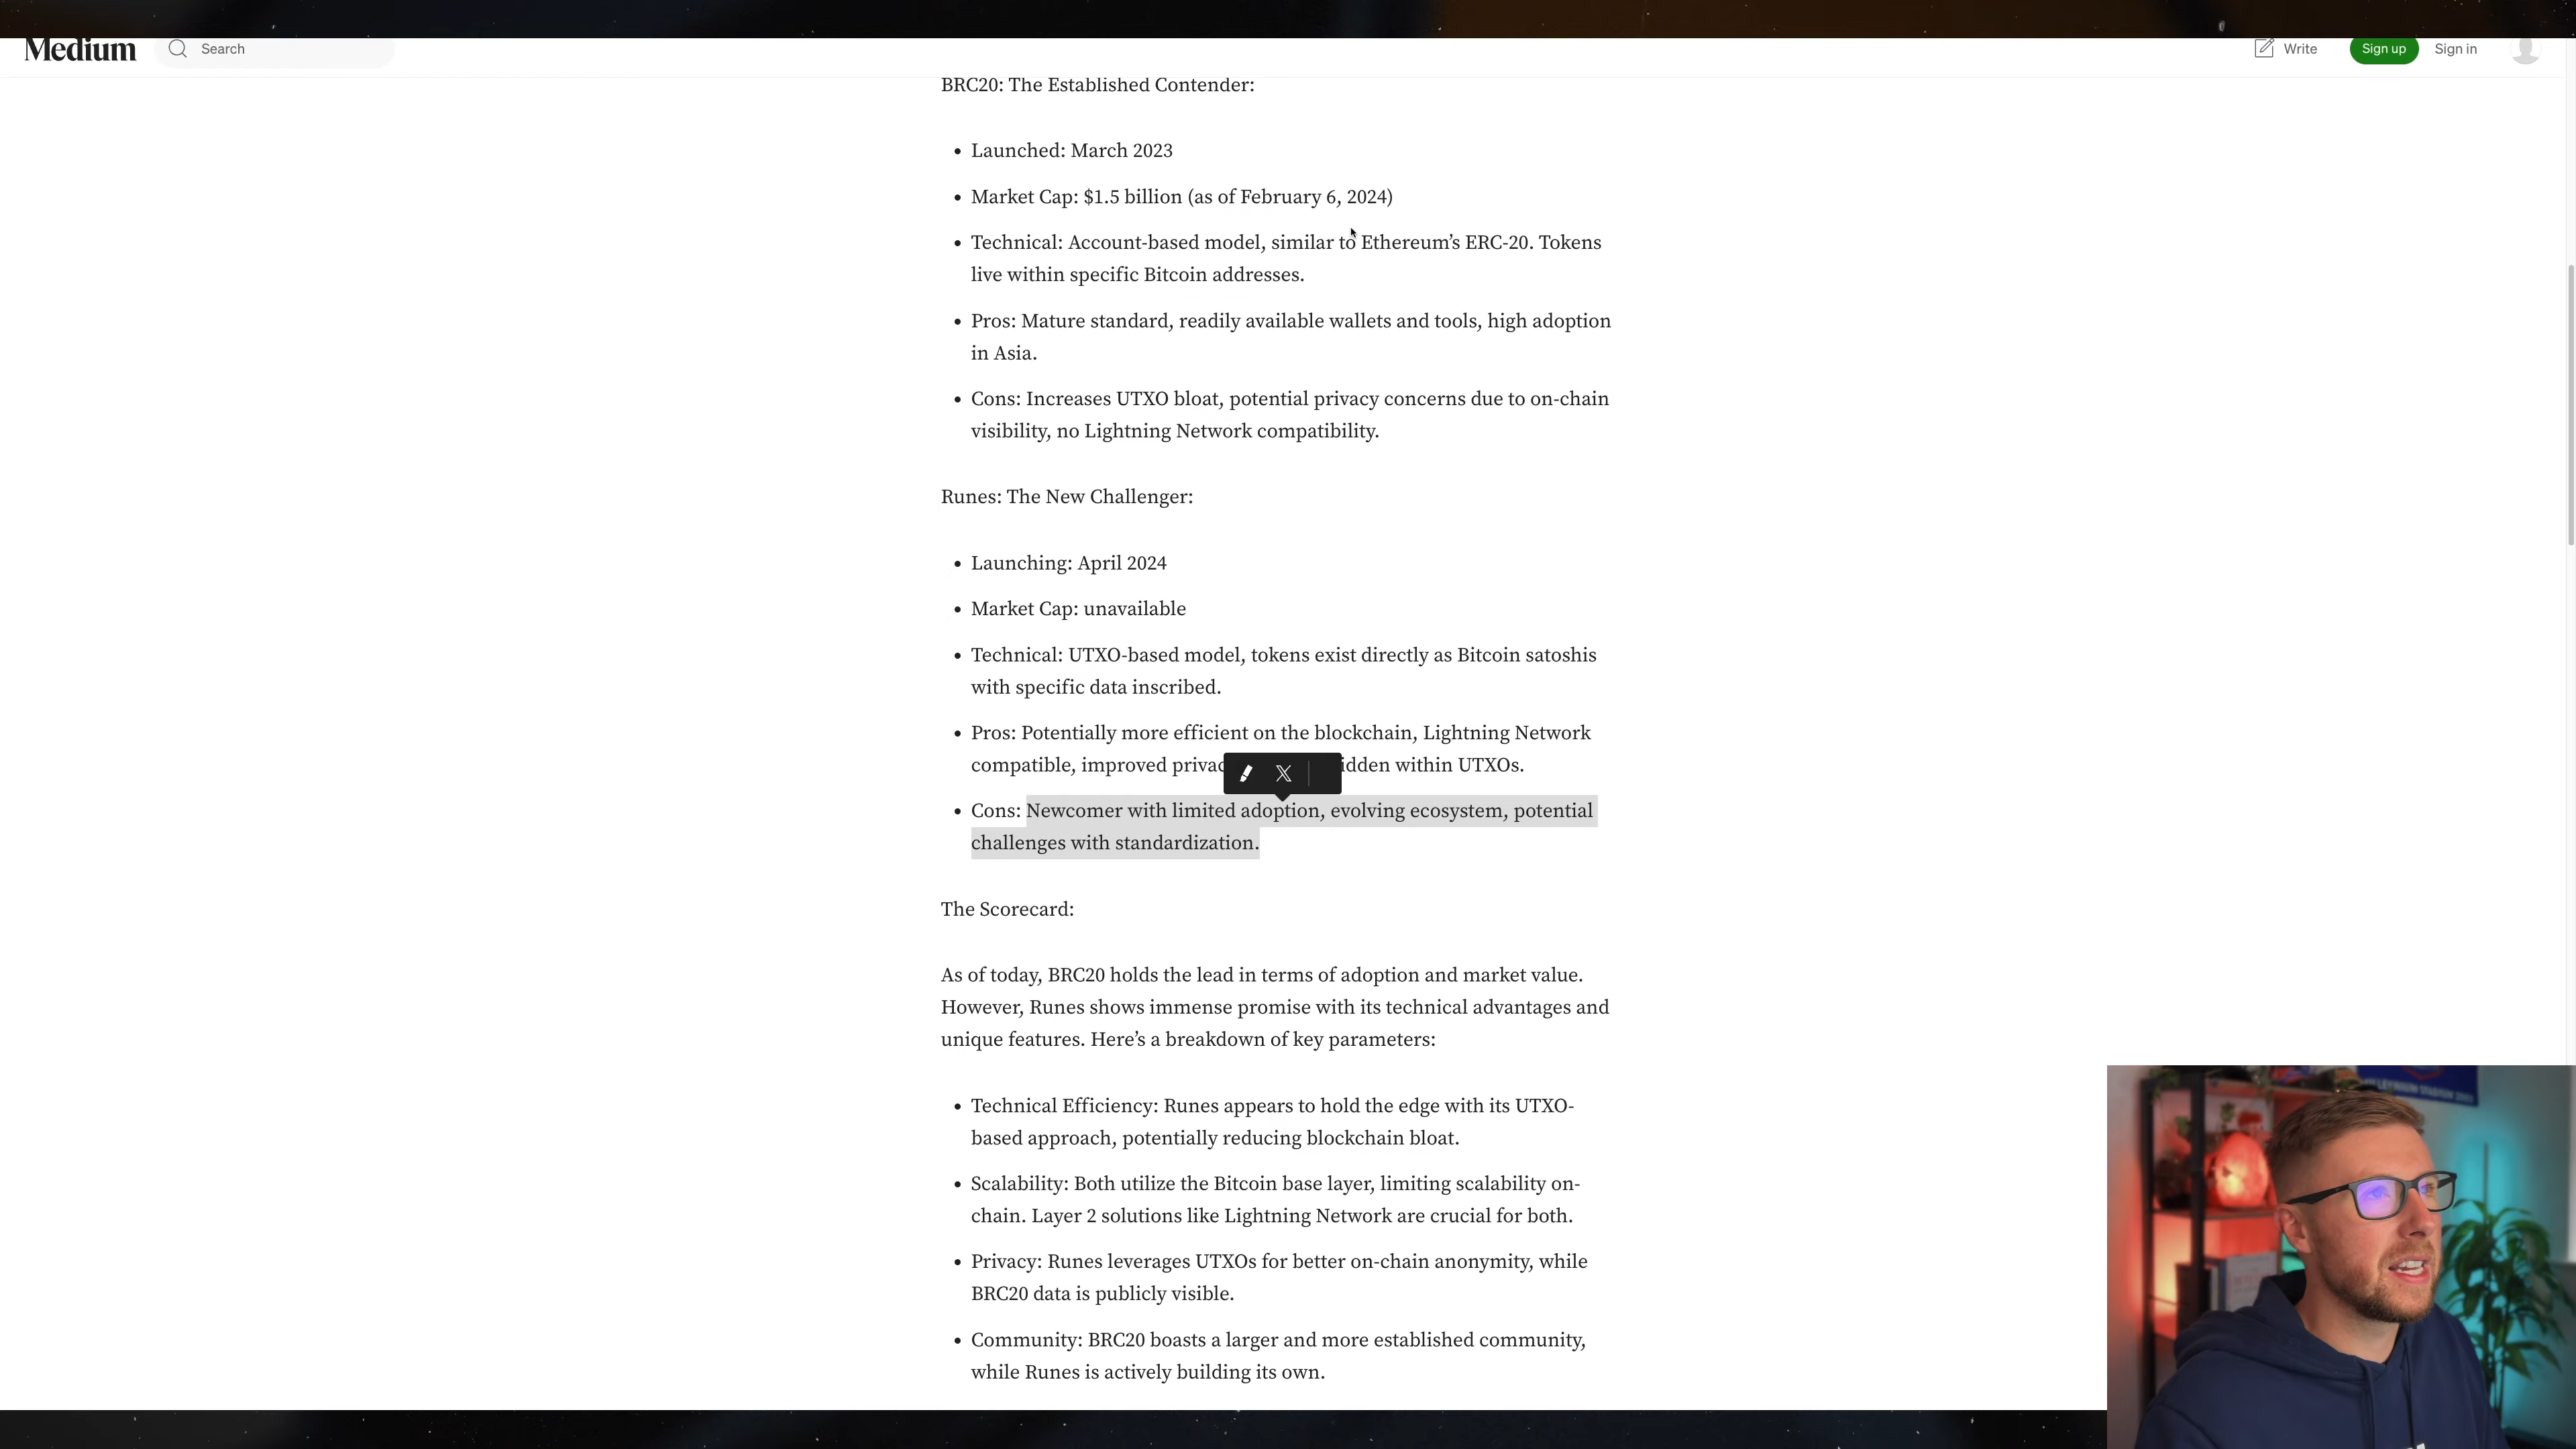 Medium
Search
Write
Sign up
Sign in
BRC20: The Established Contender:
• Launched: March 2023
• Market Cap: $1.5 billion (as of February 6, 2024)
• Technical: Account-based model, similar to Ethereum’s ERC-20. Tokens
live within specific Bitcoin addresses.
• Pros: Mature standard, readily available wallets and tools, high adoption
in Asia.
• Cons: Increases UTXO bloat, potential privacy concerns due to on-chain
visibility, no Lightning Network compatibility.
Runes: The New Challenger:
• Launching: April 2024
• Market Cap: unavailable
• Technical: UTXO-based model, tokens exist directly as Bitcoin satoshis
with specific data inscribed.
• Pros: Potentially more efficient on the blockchain, Lightning Network
compatible, improved within UTXOs.
• Cons: Newcomer with limited adoption, evolving ecosystem, potential
challenges with standardization.
The Scorecard:
As of today, BRC20 holds the lead in terms of adoption and market value.
However, Runes shows immense promise with its technical advantages and
unique features. Here’s a breakdown of key parameters:
• Technical Efficiency: Runes appears to hold the edge with its UTXO-
based approach, potentially reducing blockchain bloat.
• Scalability: Both utilize the Bitcoin base layer, limiting scalability on-
chain. Layer 2 solutions like Lightning Network are crucial for both.
• Privacy: Runes leverages UTXOs for better on-chain anonymity, while
BRC20 data is publicly visible.
• Community: BRC20 boasts a larger and more established community,
while Runes is actively building its own.